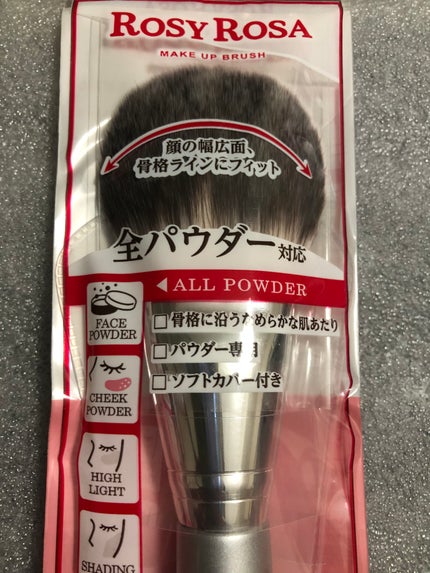 ROSY ROSA
MAKE UP BRUSH
顔の幅広面、
骨格ラインにフィット
全パウダー対応
◀ ALL POWDER
FACE
POWDER
□骨格に沿うなめらかな肌あたり
□パウダー専用
□ソフトカバー付き
CHEEK
POWDER
HIGH
LIGHT
SHADING